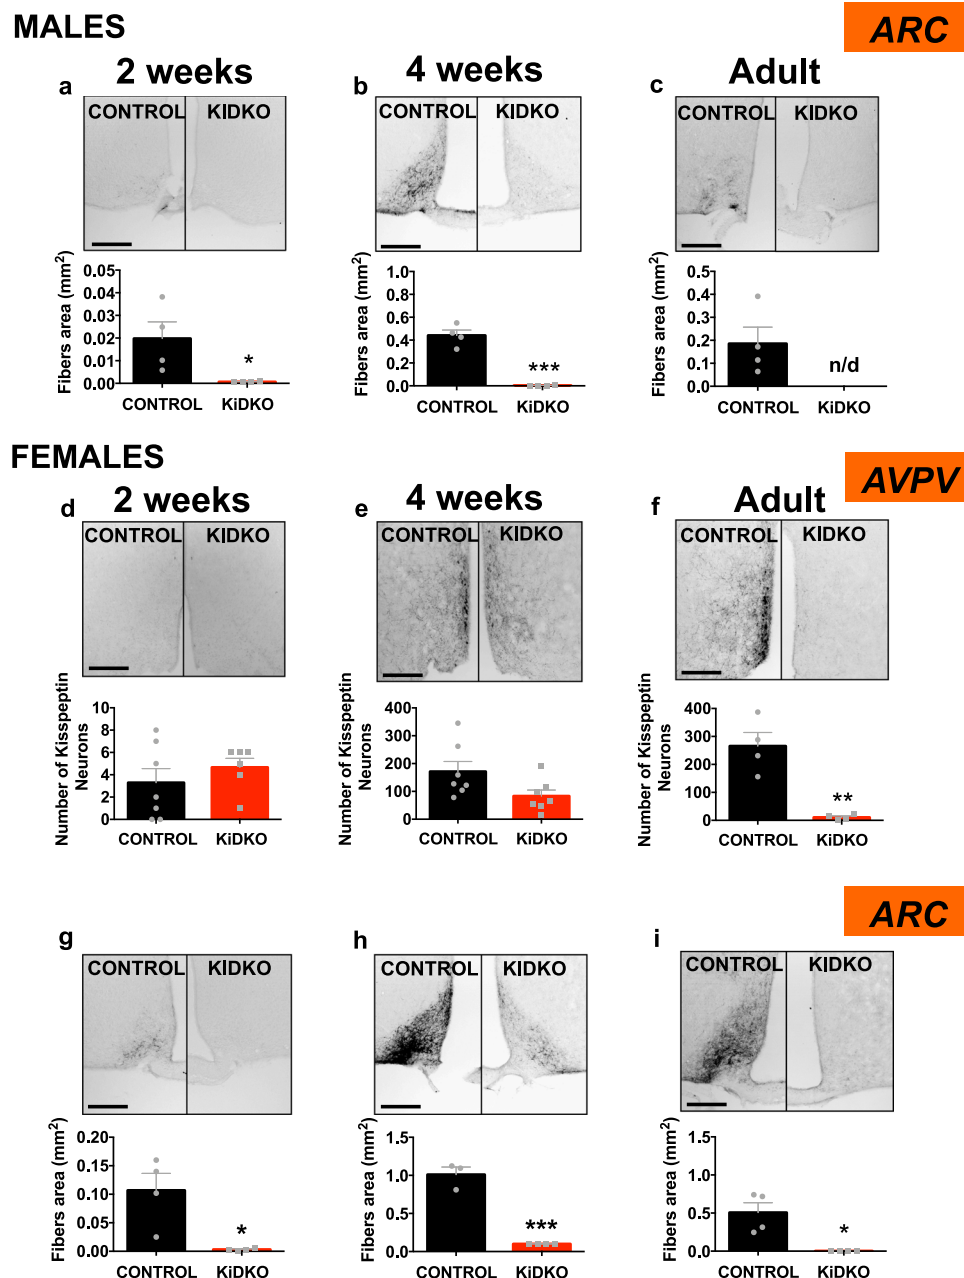 MALES
ARC
2 weeks
4 weeks
Adult
a
b
c
CONTROL KIDKO
CONTROL KIDKO
CONTROL KIDKO
Fibers area (mm²)
0.05
0.04
0.03
0.02
0.01
0.00
*
CONTROL KiDKO
Fibers area (mm²)
1.0
0.8
0.6
0.4
0.2
0.0
***
CONTROL KiDKO
Fibers area (mm²)
0.5
0.4
0.3
0.2
0.1
0.0
n/d
CONTROL KiDKO
FEMALES
AVPV
2 weeks
4 weeks
Adult
d
e
f
CONTROL KIDKO
CONTROL KIDKO
CONTROL KIDKO
Number of Kisspeptin
Neurons
10
8
6
4
2
0
CONTROL KiDKO
Number of Kisspeptin
Neurons
400
300
200
100
0
CONTROL KiDKO
Number of Kisspeptin
Neurons
400
300
200
100
0
**
CONTROL KiDKO
ARC
g
h
i
CONTROL KIDKO
CONTROL KIDKO
CONTROL KIDKO
Fibers area (mm²)
0.20
0.15
0.10
0.05
0.00
*
CONTROL KiDKO
Fibers area (mm²)
1.5
1.0
0.5
0.0
***
CONTROL KiDKO
Fibers area (mm²)
1.5
1.0
0.5
0.0
*
CONTROL KiDKO